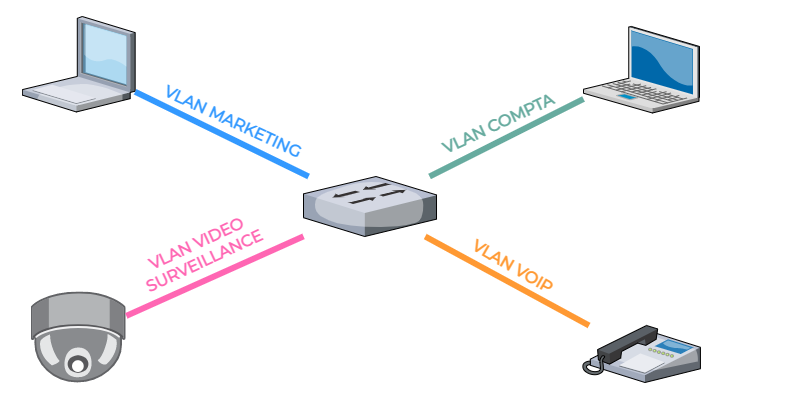 VLAN MARKETING
VLAN COMPTA
VLAN VIDEO
SURVEILLANCE
VLAN VOIP